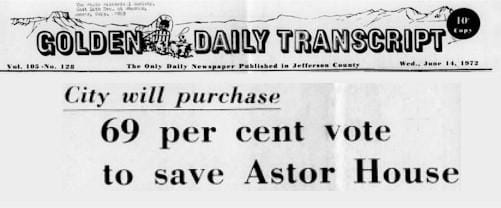 GOLDEN DAILY TRANSCRIPT
10¢
Copy
Vol. 105 - No. 128
The Only Daily Newspaper Published in Jefferson County
Wed., June 14, 1972
City will purchase
69 per cent vote
to save Astor House